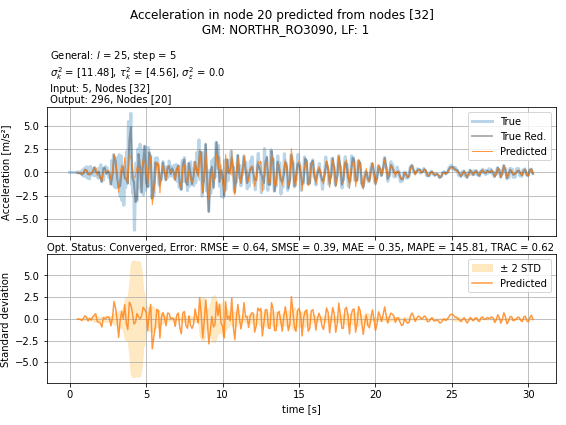 Acceleration in node 20 predicted from nodes [32]
GM: NORTHR_RO3090, LF: 1
General: l = 25, step = 5
σ²ₖ = [11.48], τ²ₖ = [4.56], σ²ε = 0.0
Input: 5, Nodes [32]
Output: 296, Nodes [20]
Acceleration [m/s²]
5.0
2.5
0.0
−2.5
−5.0
True
True Red.
Predicted
Opt. Status: Converged, Error: RMSE = 0.64, SMSE = 0.39, MAE = 0.35, MAPE = 145.81, TRAC = 0.62
Standard deviation
5.0
2.5
0.0
−2.5
−5.0
± 2 STD
Predicted
0 5 10 15 20 25 30
time [s]